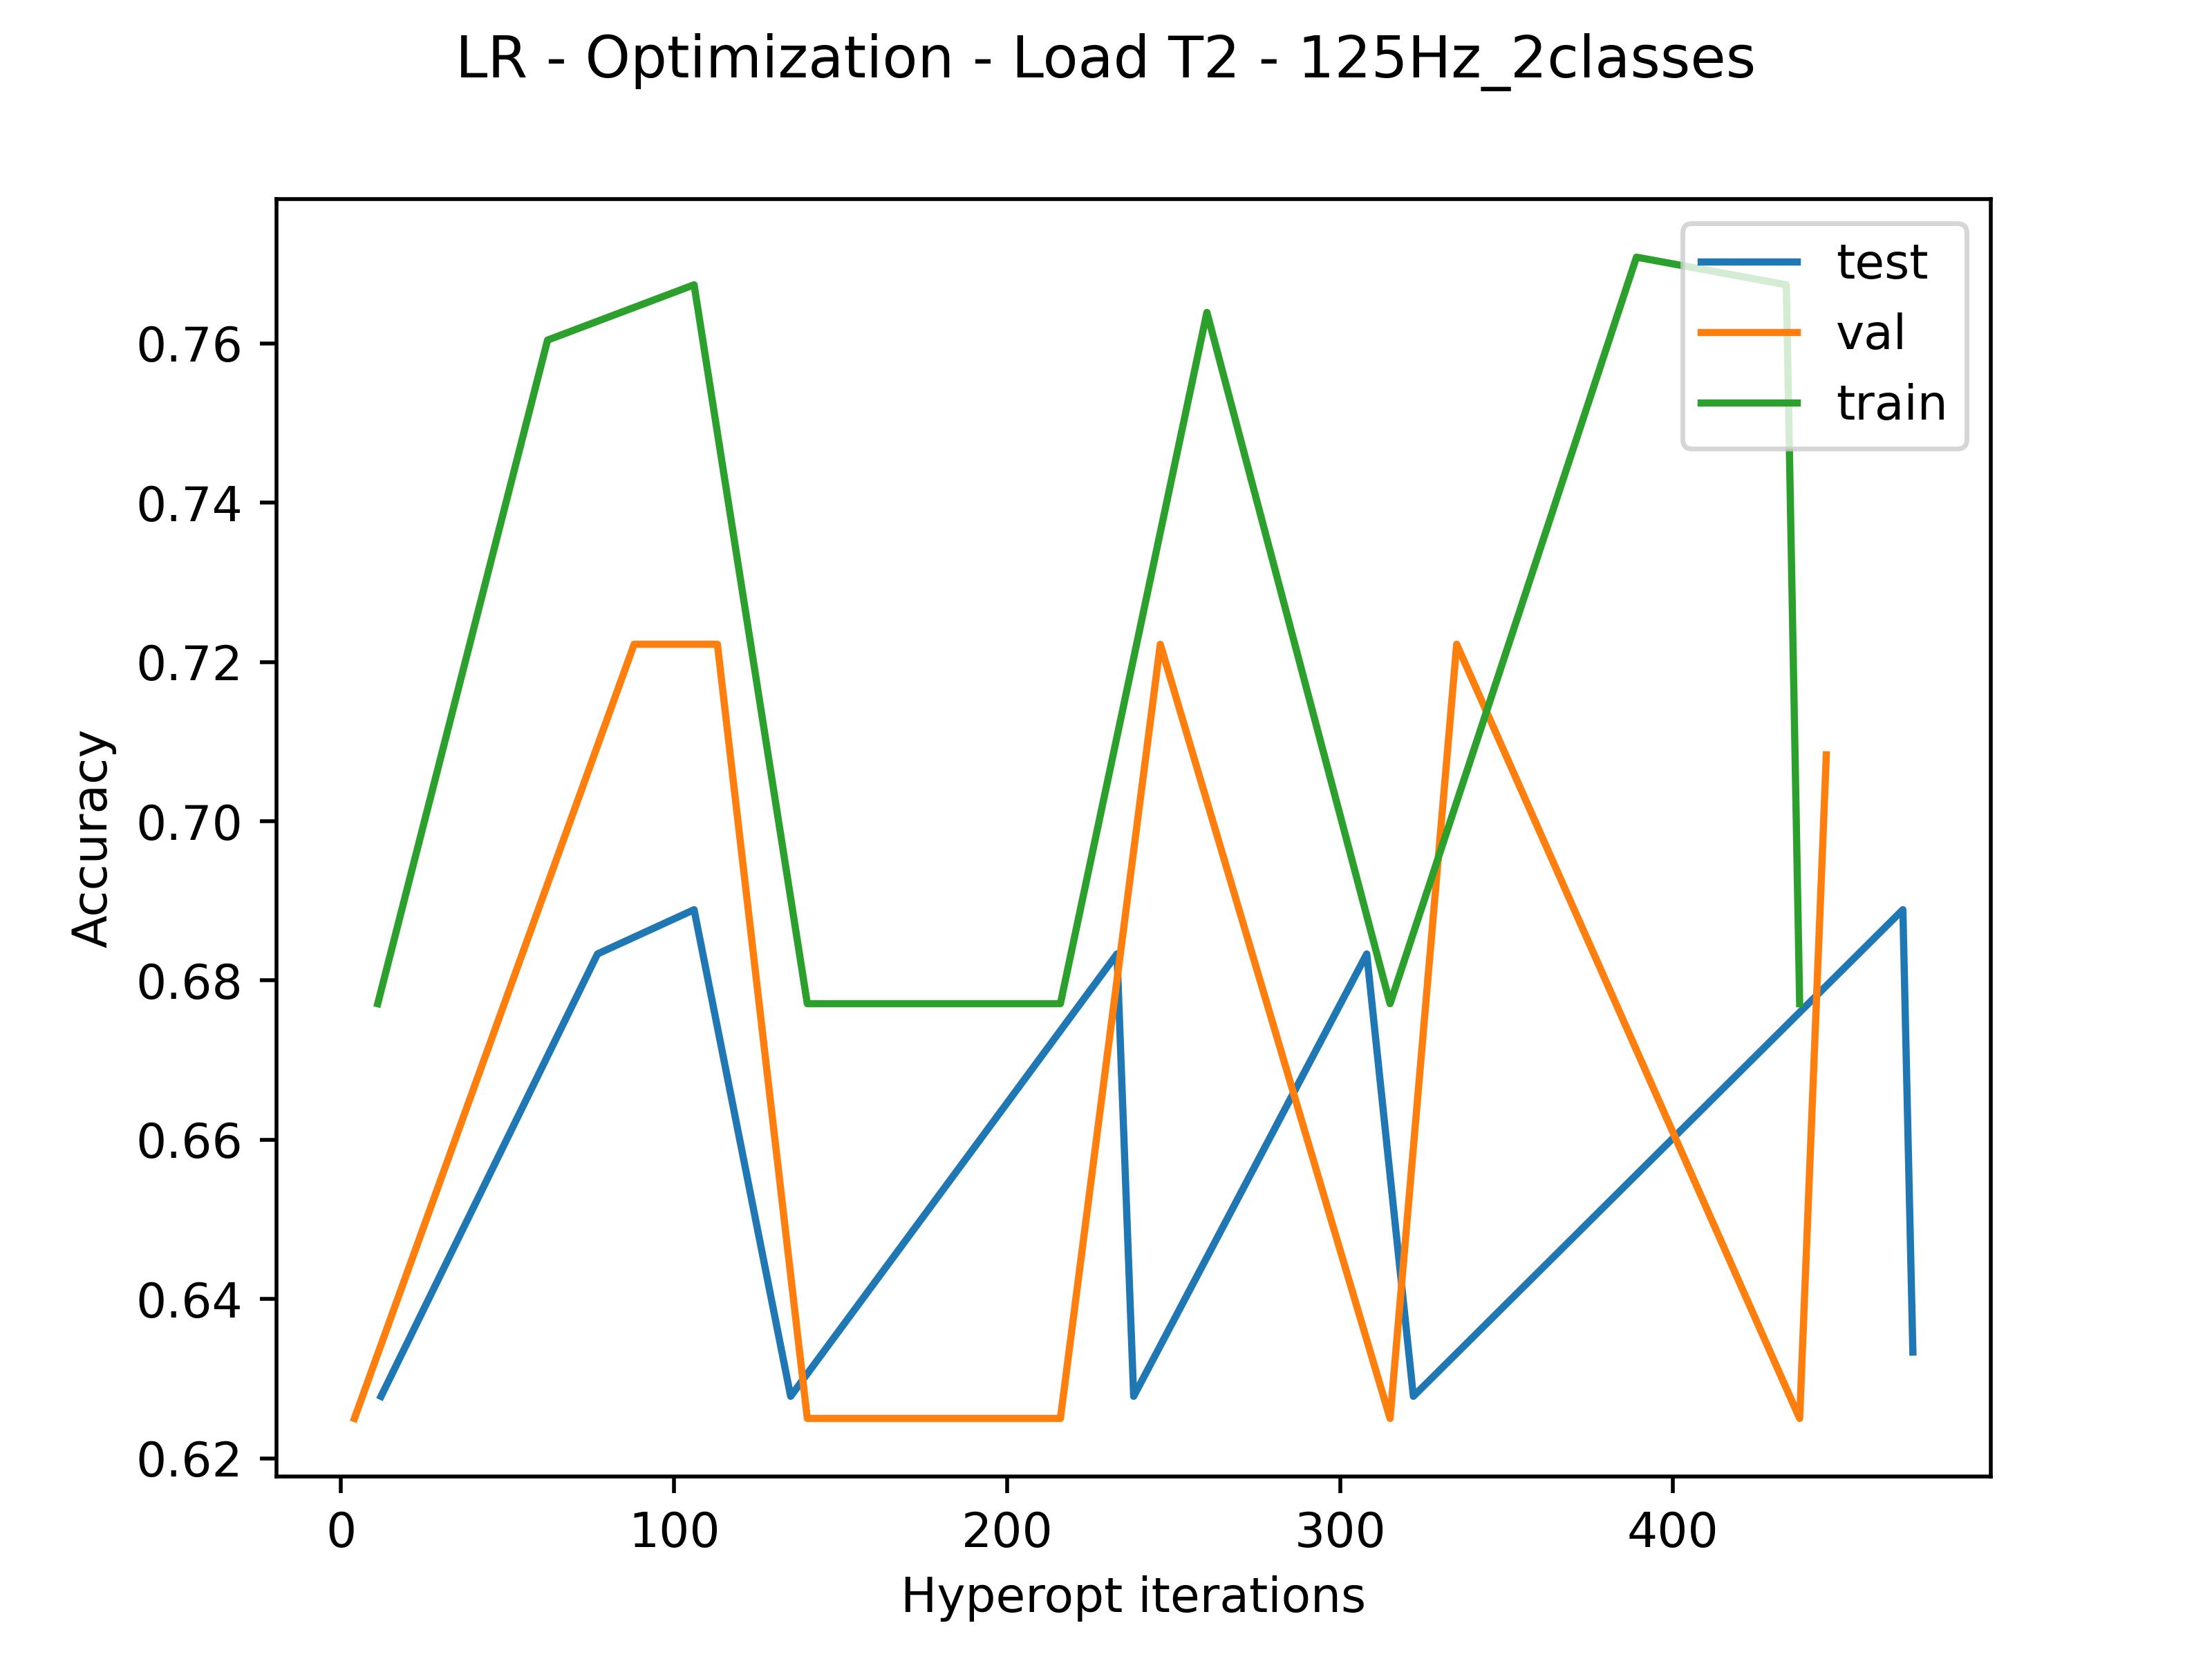 LR - Optimization - Load T2 - 125Hz_2classes
test
val
train
0.76
0.74
0.72
0.70
0.68
0.66
0.64
0.62
Accuracy
0 100 200 300 400
Hyperopt iterations